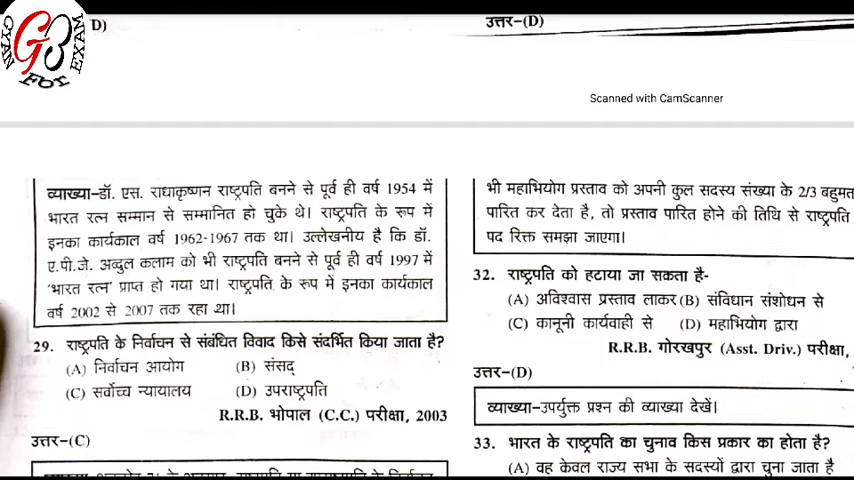 GYAN
G3
FOR
EXAM
D)
उत्तर–(D)
Scanned with CamScanner
व्याख्या–डॉ. एस. राधाकृष्णन राष्ट्रपति बनने से पूर्व ही वर्ष 1954 में
भारत रत्न सम्मान से सम्मानित हो चुके थे। राष्ट्रपति के रूप में
इनका कार्यकाल वर्ष 1962-1967 तक था। उल्लेखनीय है कि डॉ.
ए.पी.जे. अब्दुल कलाम को भी राष्ट्रपति बनने से पूर्व ही वर्ष 1997 में
'भारत रत्न' प्राप्त हो गया था। राष्ट्रपति के रूप में इनका कार्यकाल
वर्ष 2002 से 2007 तक रहा था।
29. राष्ट्रपति के निर्वाचन से संबंधित विवाद किसे संदर्भित किया जाता है?
(A) निर्वाचन आयोग (B) संसद्
(C) सर्वोच्च न्यायालय (D) उपराष्ट्रपति
R.R.B. भोपाल (C.C.) परीक्षा, 2003
उत्तर–(C)
भी महाभियोग प्रस्ताव को अपनी कुल सदस्य संख्या के 2/3 बहुमत
पारित कर देता है, तो प्रस्ताव पारित होने की तिथि से राष्ट्रपति
पद रिक्त समझा जाएगा।
32. राष्ट्रपति को हटाया जा सकता है-
(A) अविश्वास प्रस्ताव लाकर (B) संविधान संशोधन से
(C) कानूनी कार्यवाही से (D) महाभियोग द्वारा
R.R.B. गोरखपुर (Asst. Driv.) परीक्षा,
उत्तर–(D)
व्याख्या–उपर्युक्त प्रश्न की व्याख्या देखें।
33. भारत के राष्ट्रपति का चुनाव किस प्रकार का होता है?
(A) वह केवल राज्य सभा के सदस्यों द्वारा चुना जाता है